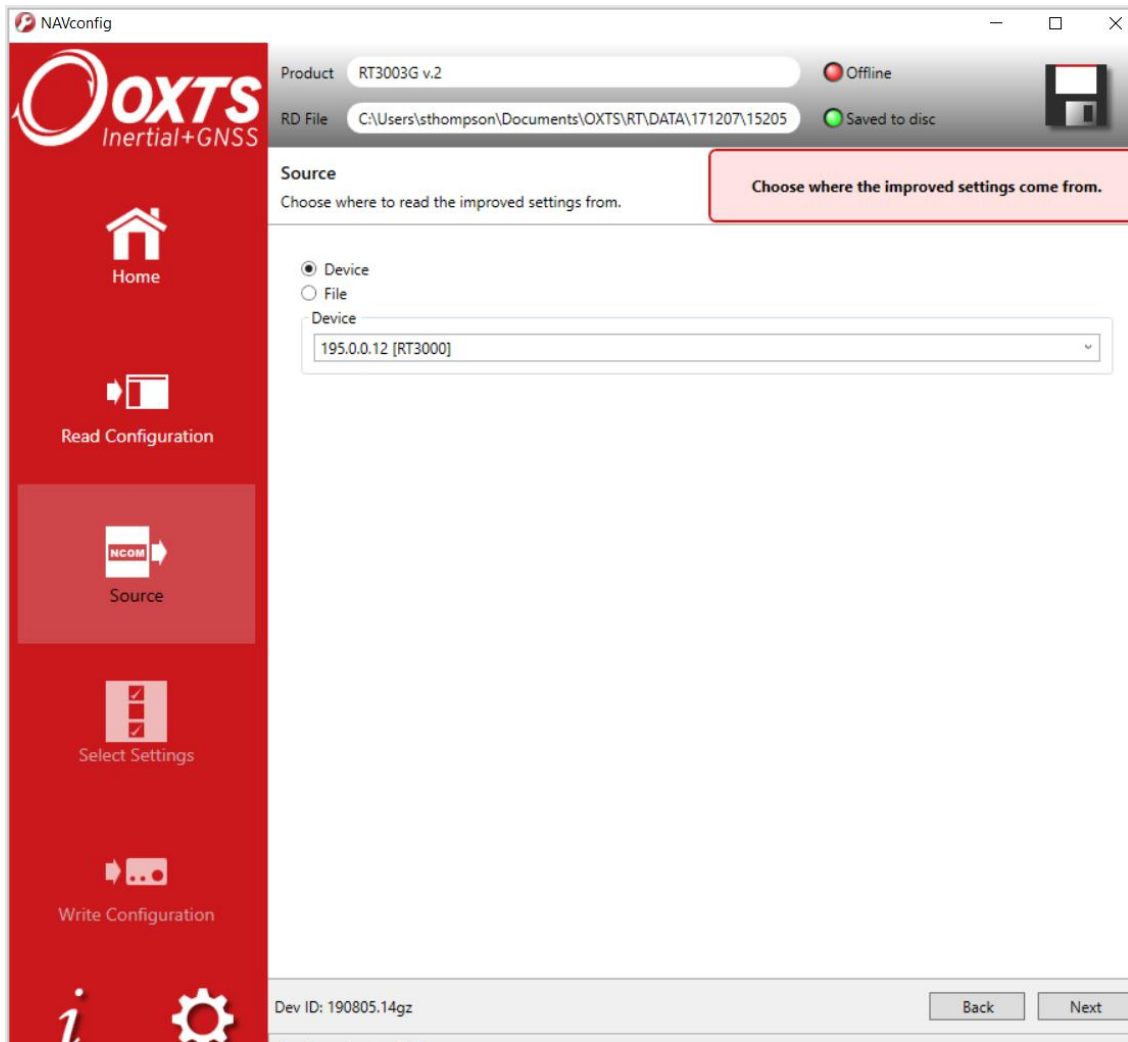 NAVconfig
OXTS
Inertial+GNSS
Product RT3003G v.2 Offline
RD File C:\Users\sthompson\Documents\OXTS\RT\DATA\171207\15205 Saved to disc
Source
Choose where to read the improved settings from.
Choose where the improved settings come from.
Home
Device
File
Device
195.0.0.12 [RT3000]
Read Configuration
NCOM
Source
Select Settings
Write Configuration
i
Dev ID: 190805.14gz Back Next